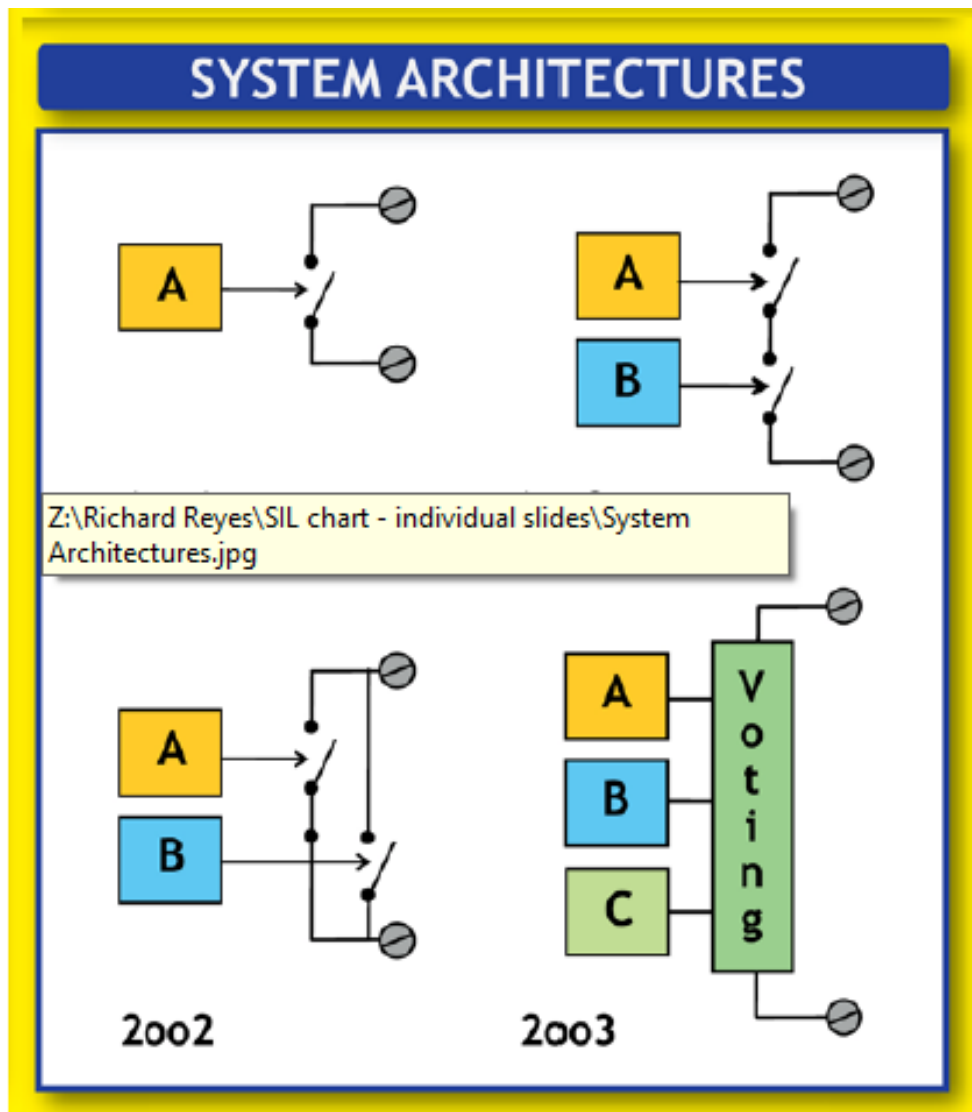 SYSTEM ARCHITECTURES
A
A
B
Z:\Richard Reyes\SIL chart - individual slides\System
Architectures.jpg
A
B
A
B
C
Voting
2oo2
2oo3